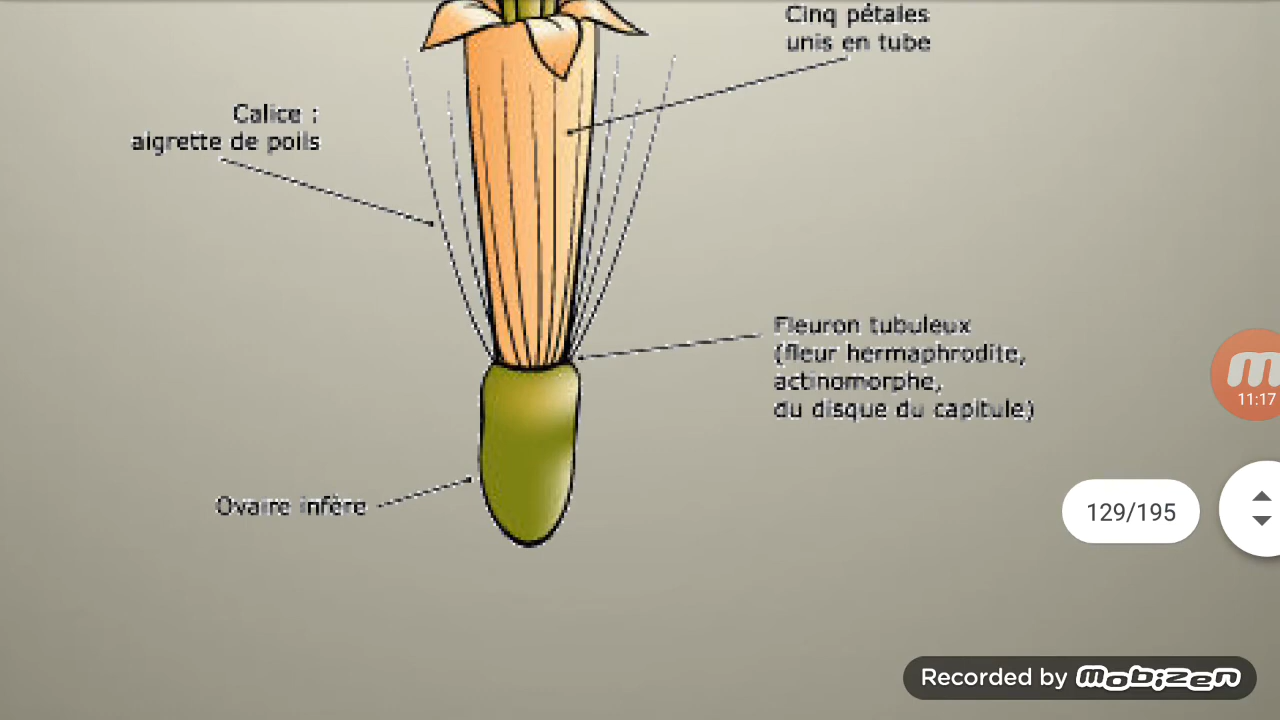 Cinq pétales
unis en tube
Calice :
aigrette de poils
Fleuron tubuleux
(fleur hermaphrodite,
actinomorphe,
du disque du capitule)
Ovaire infère
11:17
129/195
Recorded by mobizen